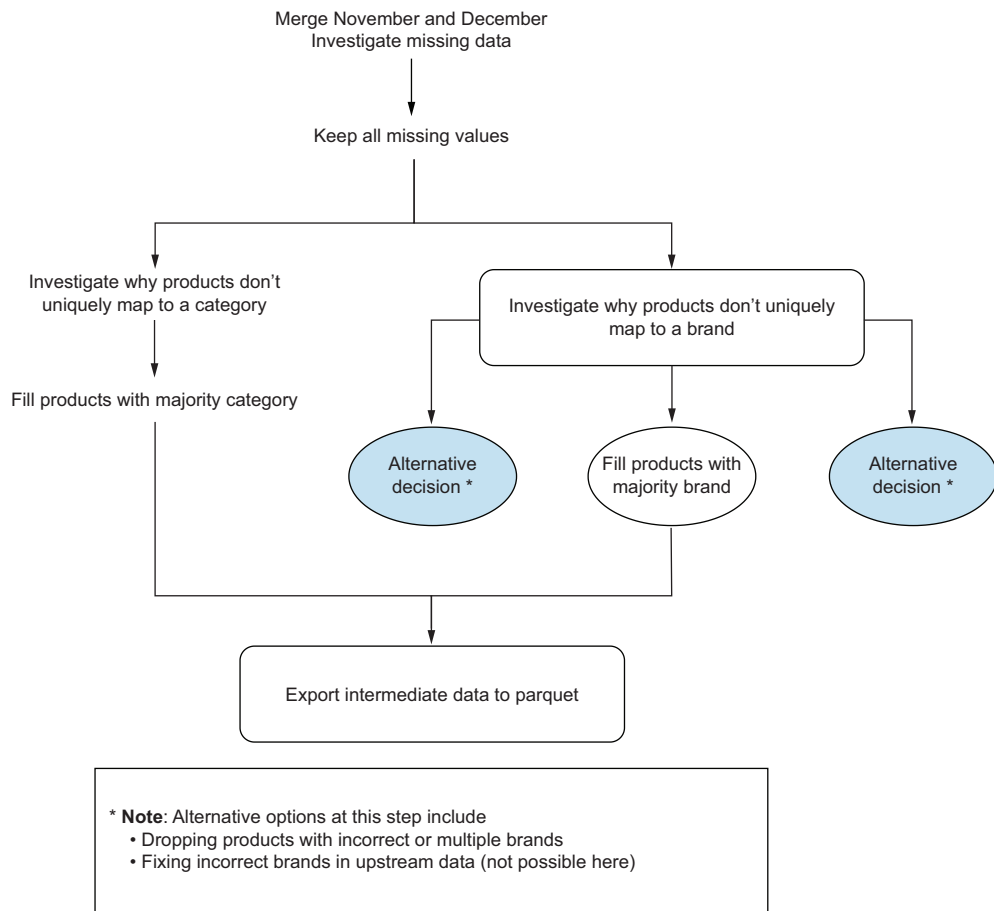 Merge November and December
Investigate missing data
Keep all missing values
Investigate why products don’t
uniquely map to a category
Investigate why products don’t uniquely
map to a brand
Fill products with majority category
Alternative
decision *
Fill products with
majority brand
Alternative
decision *
Export intermediate data to parquet
* Note: Alternative options at this step include
• Dropping products with incorrect or multiple brands
• Fixing incorrect brands in upstream data (not possible here)